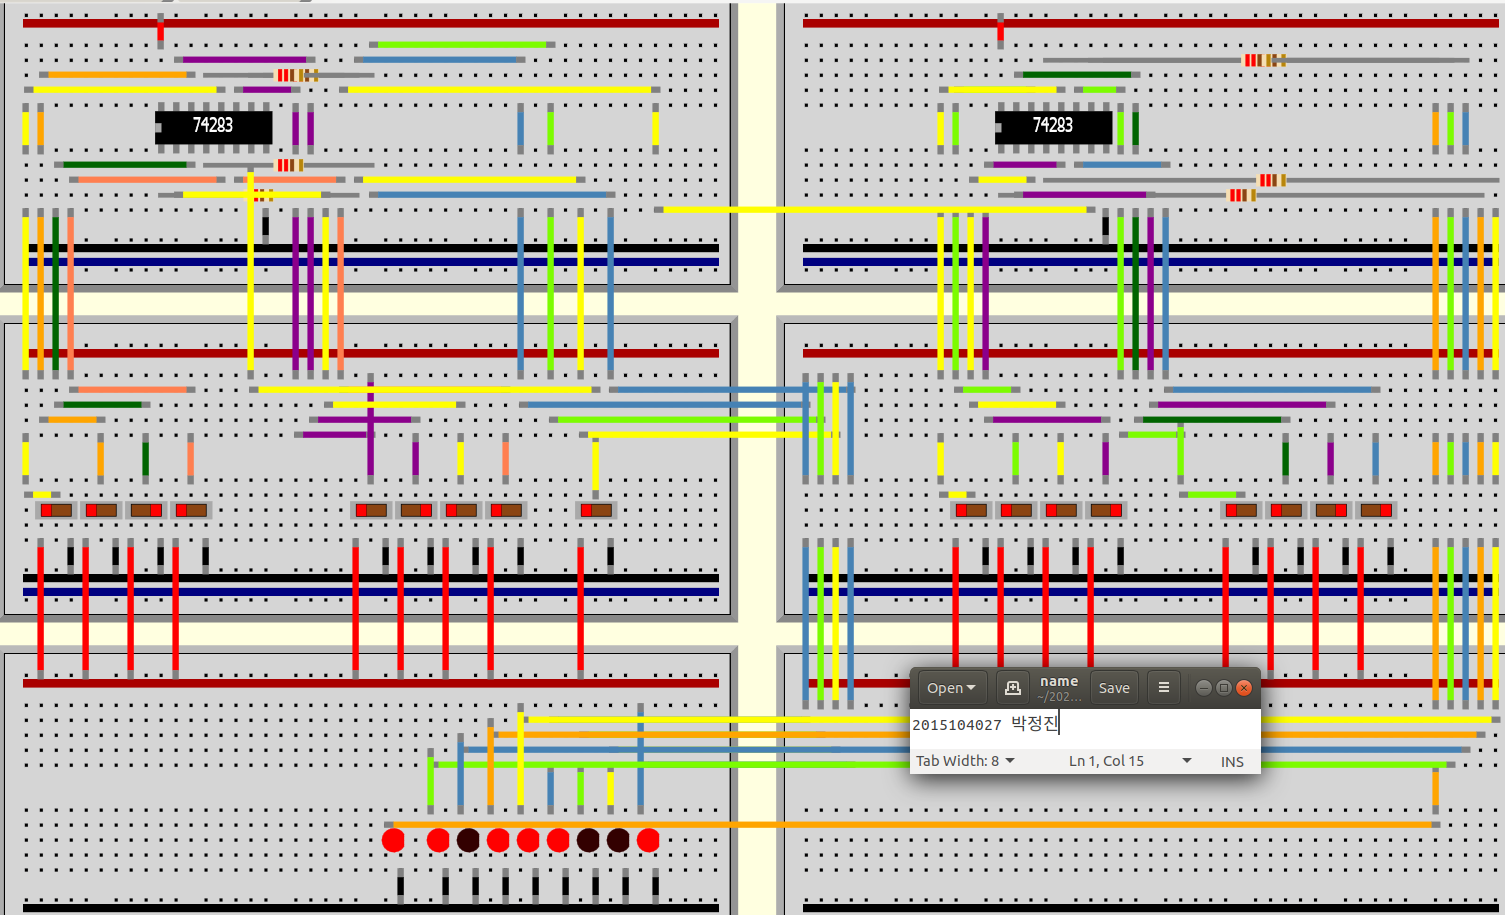 74283
74283
Open
name
~/202...
Save
2015104027 박정진
Tab Width: 8
Ln 1, Col 15
INS